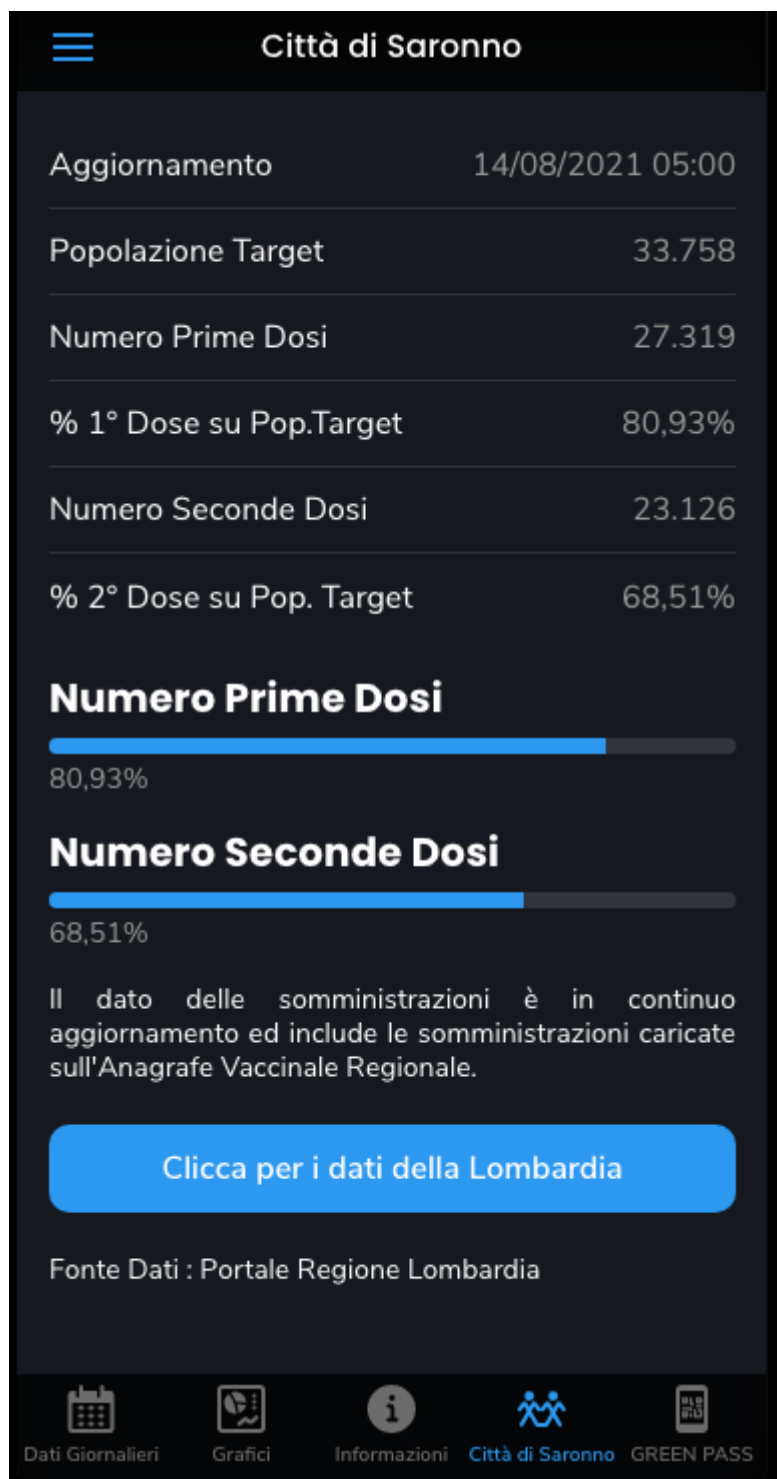 Città di Saronno
Aggiornamento 14/08/2021 05:00
Popolazione Target 33.758
Numero Prime Dosi 27.319
% 1° Dose su Pop.Target 80,93%
Numero Seconde Dosi 23.126
% 2° Dose su Pop. Target 68,51%
Numero Prime Dosi
80,93%
Numero Seconde Dosi
68,51%
Il dato delle somministrazioni è in continuo
aggiornamento ed include le somministrazioni caricate
sull'Anagrafe Vaccinale Regionale.
Clicca per i dati della Lombardia
Fonte Dati : Portale Regione Lombardia
Dati Giornalieri Grafici Informazioni Città di Saronno GREEN PASS